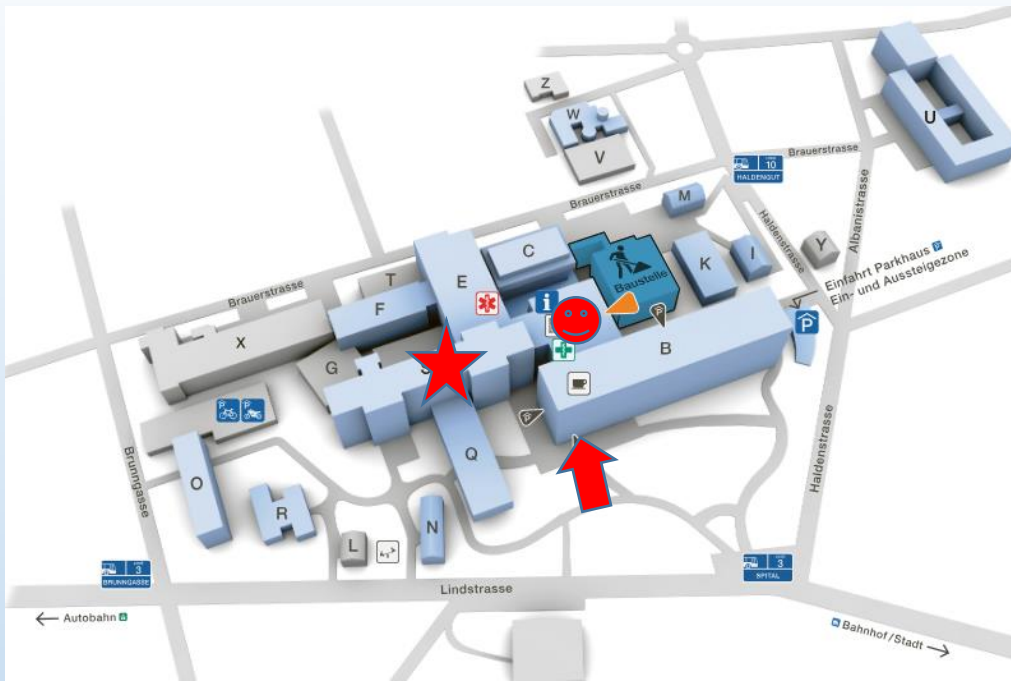 Z
W
V
U
LINIE
10
HALDENGUT
Brauerstrasse
Brauerstrasse
M
Haldenstrasse
Albanistrasse
Y
C
I
K
T
E
Baustelle
Einfahrt Parkhaus P
Ein- und Aussteigezone
Brauerstrasse
F
i
P
P
X
B
G
S
P
P
P
Q
Haldenstrasse
Brunngasse
O
R
N
L
3
BRUNNGASSE
3
SPITAL
Lindstrasse
Autobahn
Bahnhof/Stadt